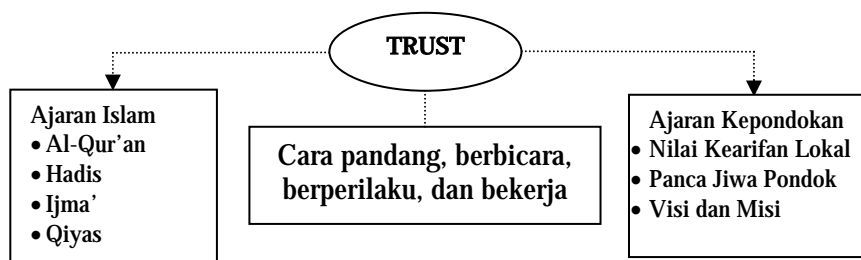 TRUST
Ajaran Islam
• Al-Qur’an
• Hadis
• Ijma’
• Qiyas
Cara pandang, berbicara,
berperilaku, dan bekerja
Ajaran Kepondokan
• Nilai Kearifan Lokal
• Panca Jiwa Pondok
• Visi dan Misi